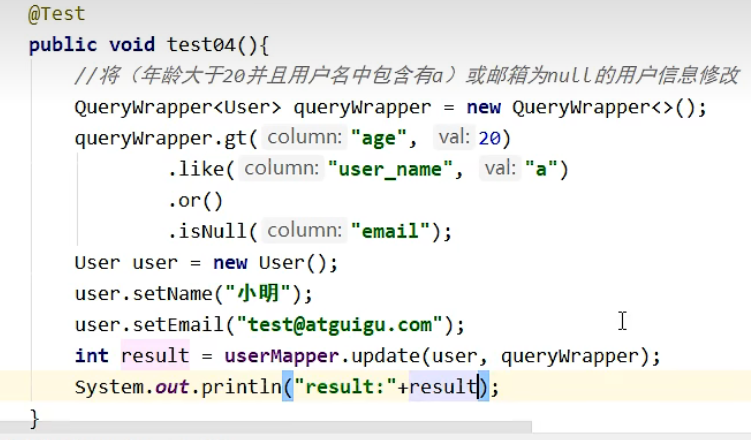 @Test
public void test04(){
//将（年龄大于20并且用户名中包含有a）或邮箱为null的用户信息修改
QueryWrapper<User> queryWrapper = new QueryWrapper<>();
queryWrapper.gt( column: "age", val: 20)
.like( column: "user_name", val: "a")
.or()
.isNull( column: "email");
User user = new User();
user.setName("小明");
user.setEmail("test@atguigu.com");
int result = userMapper.update(user, queryWrapper);
System.out.println("result:"+result);
}